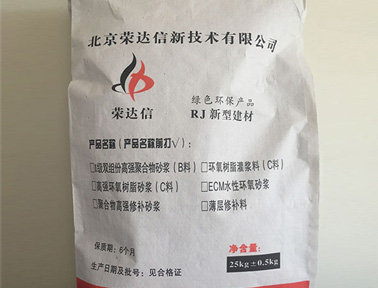 北京荣达信新技术有限公司
荣达信
绿色环保产品
RJ 新型建材
产品名称（产品名称前打√）：
□I级双组份高强聚合物砂浆（B料） □环氧树脂灌浆料（C料）
□高强环氧树脂砂浆（C料） □ECM水性环氧砂浆
□聚合物高强修补砂浆 □薄层修补料
保质期：6个月
净含量：
生产日期及批号：见合格证
25kg±0.5kg